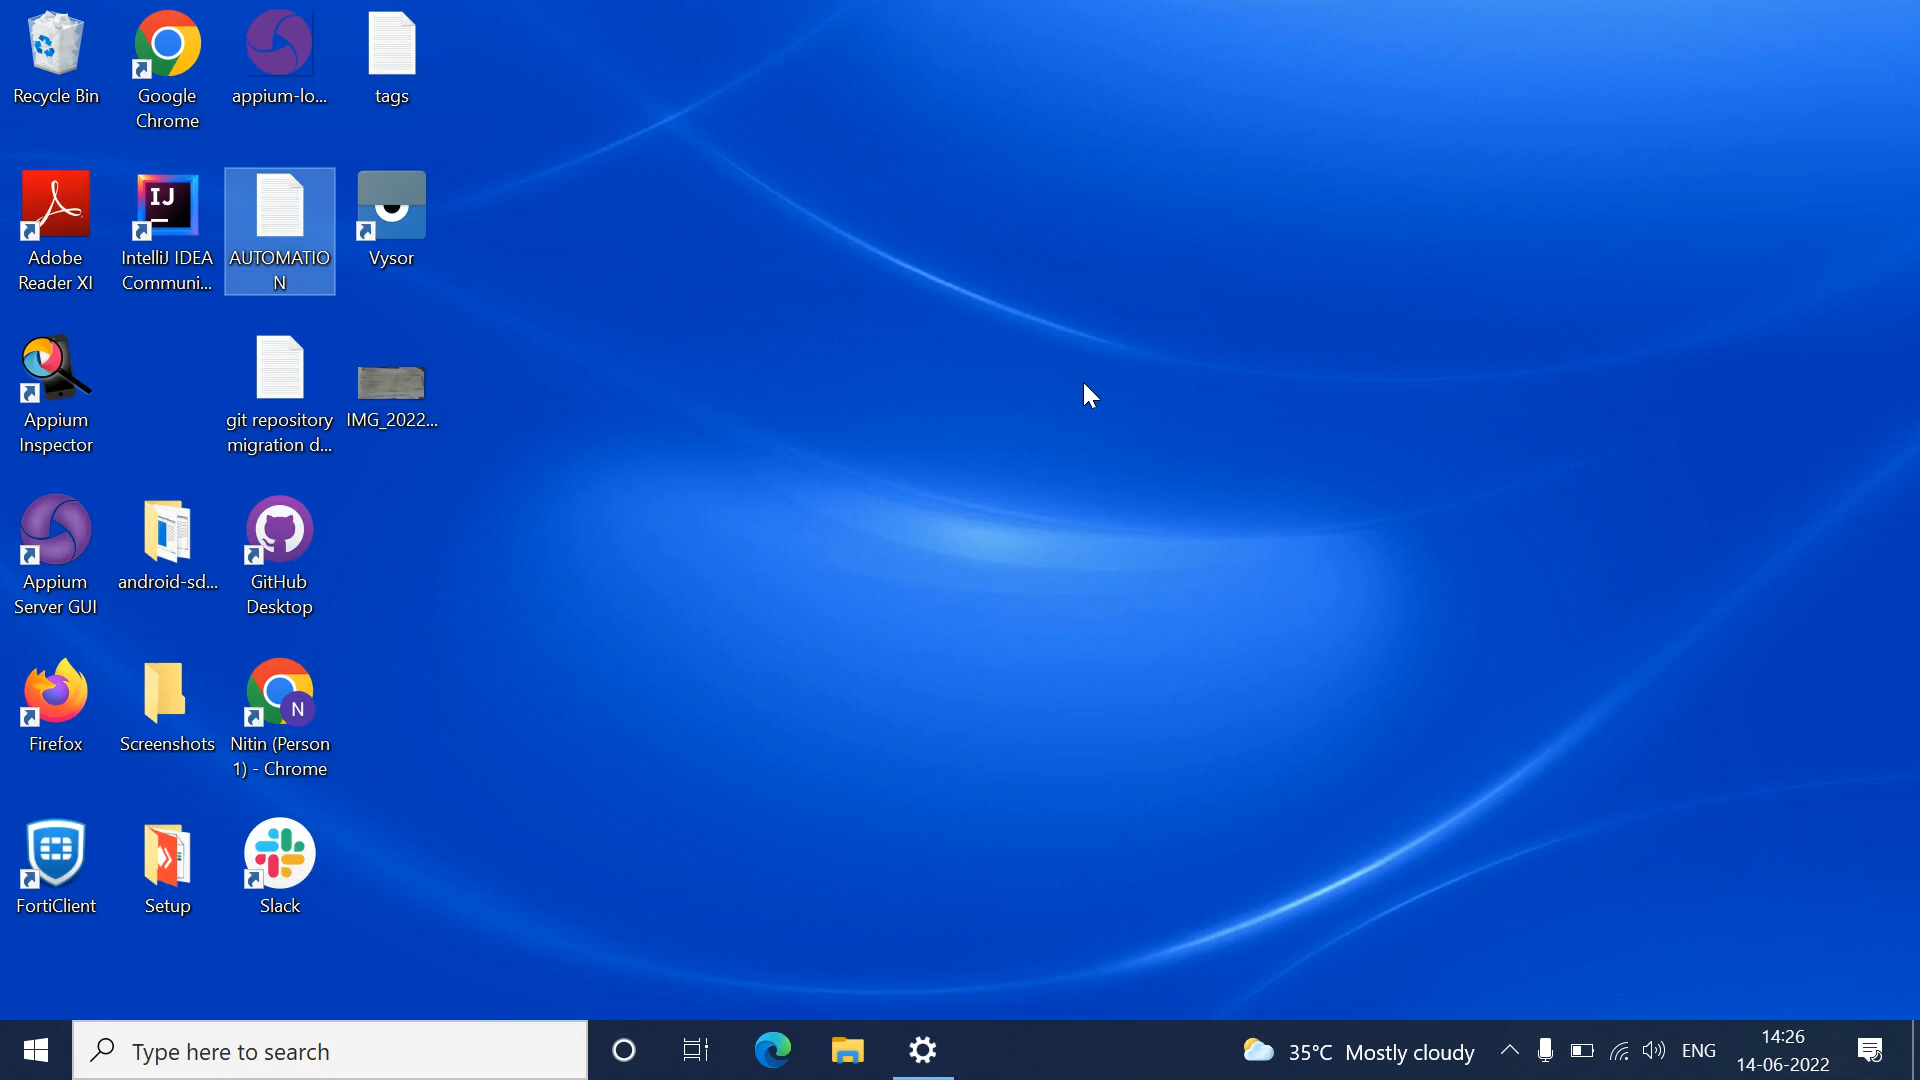 Recycle Bin
Google
Chrome
appium-lo...
tags
Adobe
Reader XI
IJ
IntelliJ IDEA
Communi...
AUTOMATIO
N
Vysor
Appium
Inspector
git repository
migration d...
IMG_2022...
Appium
Server GUI
android-sd...
GitHub
Desktop
Firefox
Screenshots
N
Nitin (Person
1) - Chrome
FortiClient
Setup
Slack
Type here to search
35°C Mostly cloudy
ENG
14:26
14-06-2022